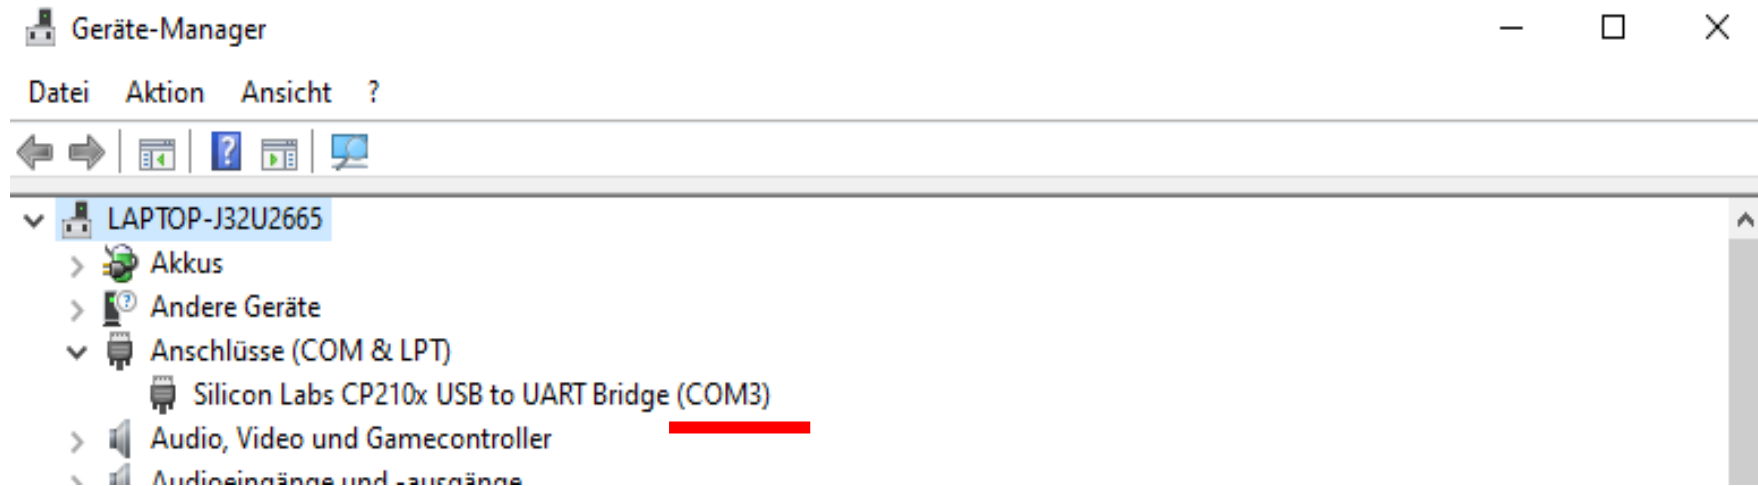 Geräte-Manager
Datei Aktion Ansicht ?
LAPTOP-J32U2665
Akkus
Andere Geräte
Anschlüsse (COM & LPT)
Silicon Labs CP210x USB to UART Bridge (COM3)
Audio, Video und Gamecontroller
Audioeingänge und -ausgänge